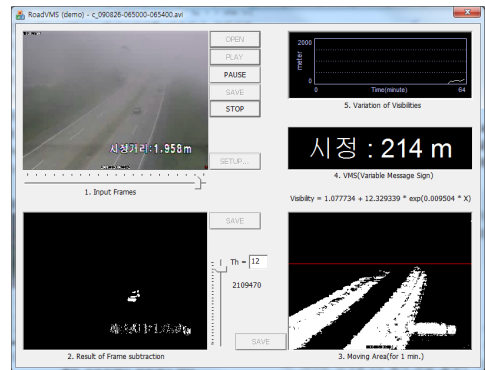 RoadVMS (demo) - c_090826-065000-065400.avi
OPEN
PLAY
PAUSE
SAVE
STOP
SETUP...
시정거리:1.958m
1. Input Frames
2000
meter
0
0 Time(minute) 64
5. Variation of Visibilities
시정 : 214 m
4. VMS(Variable Message Sign)
Visibility = 1.077734 + 12.329339 * exp(0.009504 * X)
SAVE
Th = 12
2109470
SAVE
2. Result of Frame subtraction
3. Moving Area(for 1 min.)